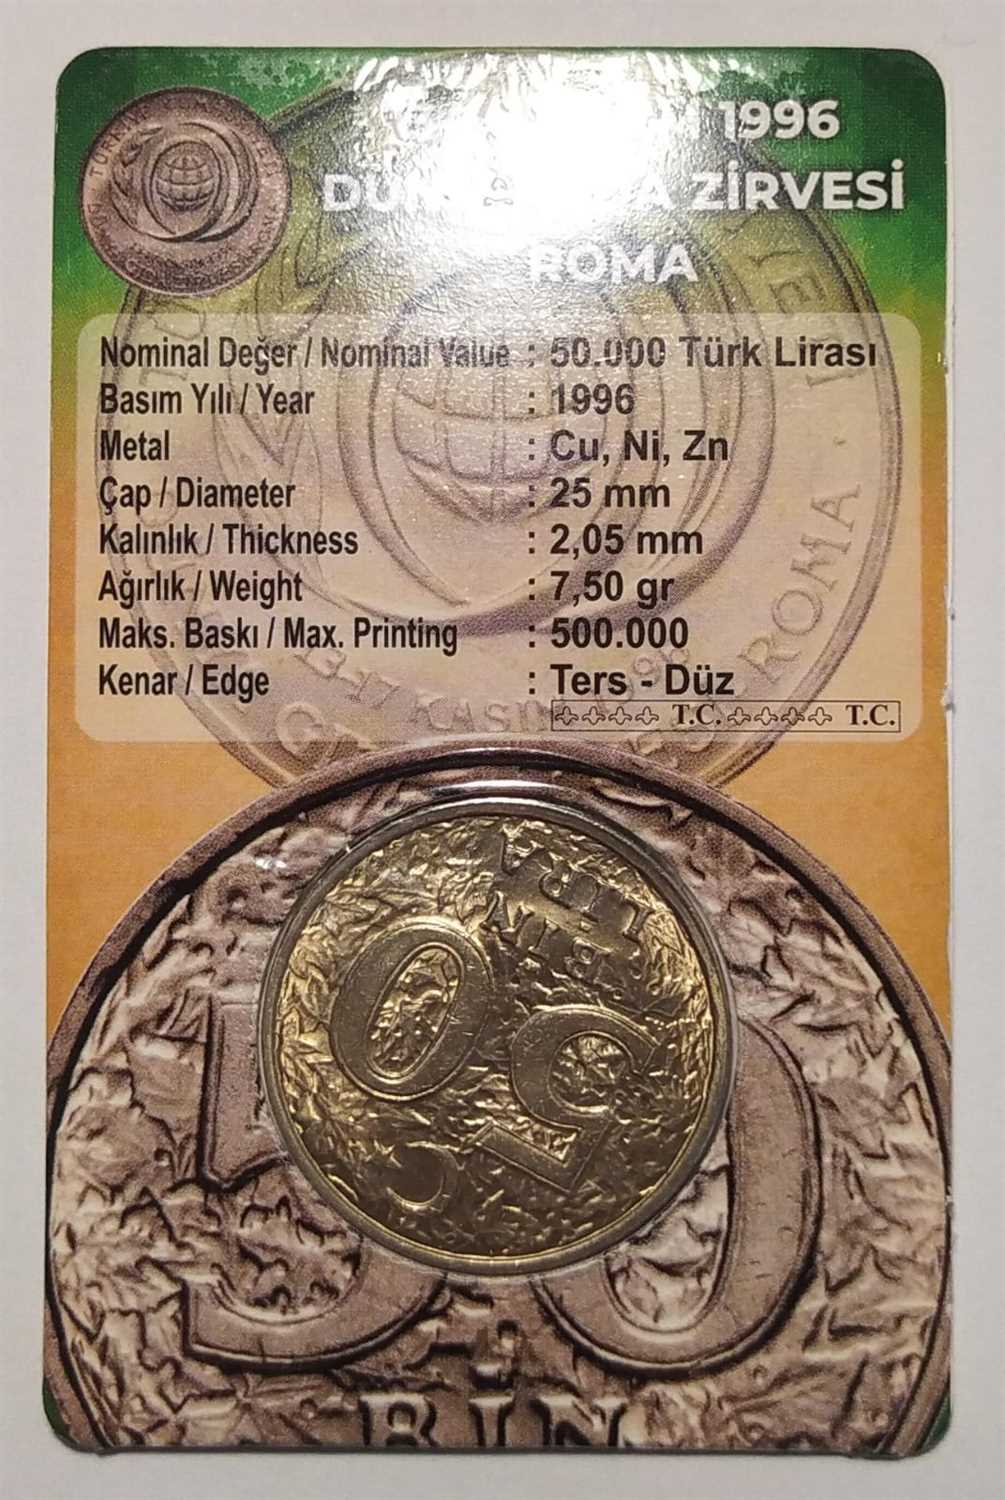 1996
ZİRVESİ
ROMA
Nominal Değer / Nominal Value : 50.000 Türk Lirası
Basım Yılı / Year : 1996
Metal : Cu, Ni, Zn
Çap / Diameter : 25 mm
Kalınlık / Thickness : 2,05 mm
Ağırlık / Weight : 7,50 gr
Maks. Baskı / Max. Printing : 500.000
Kenar / Edge : Ters - Düz
T.C. T.C.
ROMA
50
BİN
LİRA
50
BİN